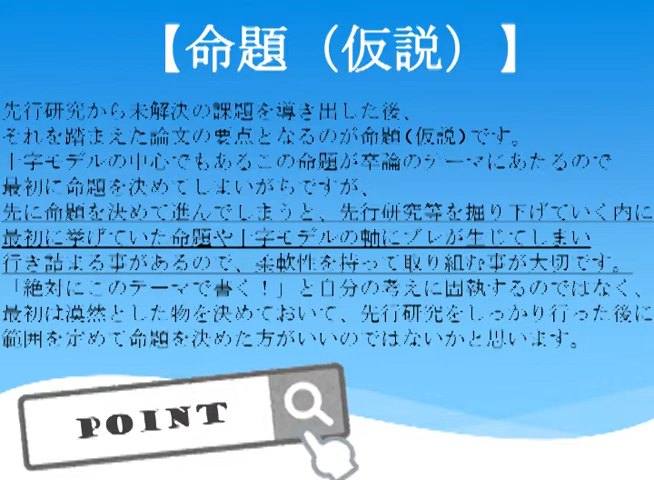 【命題（仮説）】
先行研究から未解決の課題を導き出した後、
それを踏まえた論文の要点となるのが命題(仮説)です。
十字モデルの中心でもあるこの命題が卒論のテーマにあたるので
最初に命題を決めてしまいがちですが、
先に命題を決めて進んでしまうと、先行研究等を掘り下げていく内に
最初に挙げていた命題や十字モデルの軸にブレが生じてしまい
行き詰まる事があるので、柔軟性を持って取り組む事が大切です。
「絶対にこのテーマで書く！」と自分の考えに固執するのではなく、
最初は漠然とした物を決めておいて、先行研究をしっかり行った後に
範囲を定めて命題を決めた方がいいのではないかと思います。
POINT